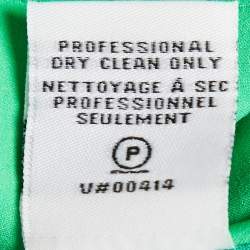 PROFESSIONAL
DRY CLEAN ONLY
NETTOYAGE Á SEC
PROFESSIONNEL
SEULEMENT
P
U#00414